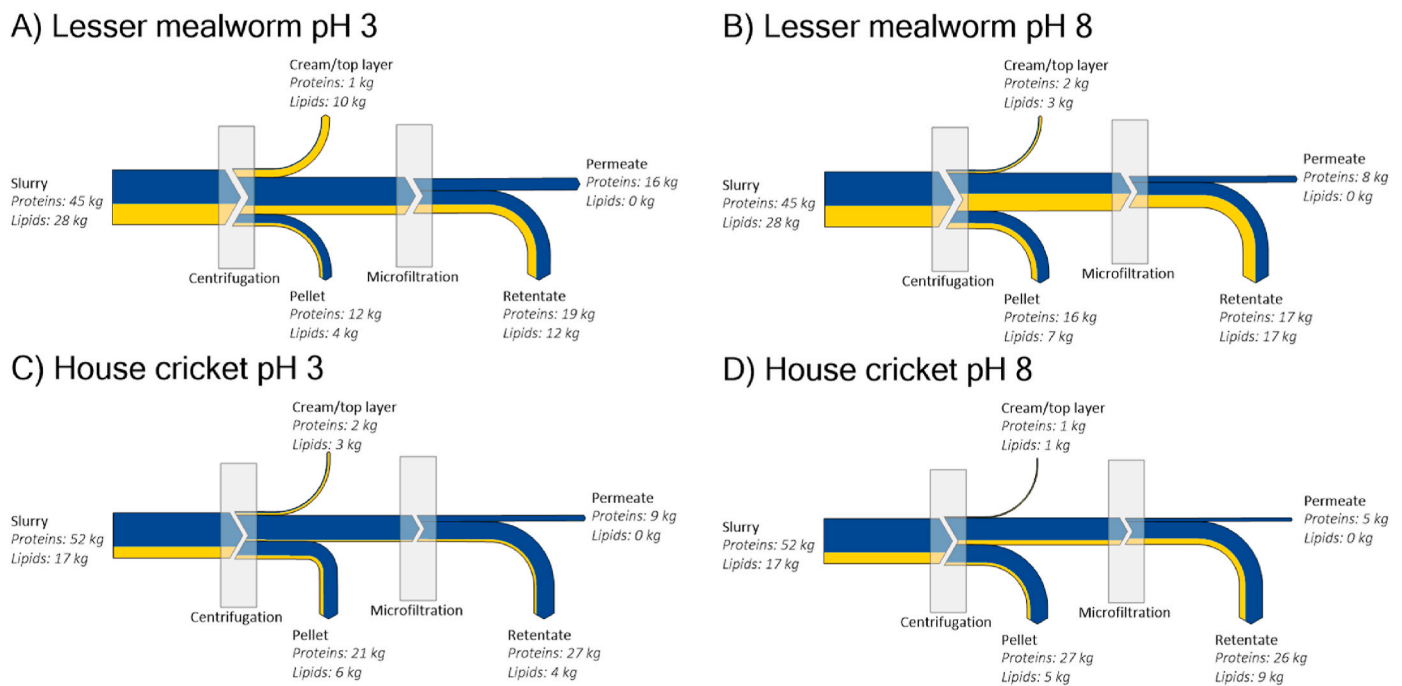 A) Lesser mealworm pH 3
Cream/top layer
Proteins: 1 kg
Lipids: 10 kg
Slurry
Proteins: 45 kg
Lipids: 28 kg
Permeate
Proteins: 16 kg
Lipids: 0 kg
Centrifugation
Microfiltration
Pellet
Proteins: 12 kg
Lipids: 4 kg
Retentate
Proteins: 19 kg
Lipids: 12 kg
B) Lesser mealworm pH 8
Cream/top layer
Proteins: 2 kg
Lipids: 3 kg
Slurry
Proteins: 45 kg
Lipids: 28 kg
Permeate
Proteins: 8 kg
Lipids: 0 kg
Centrifugation
Microfiltration
Pellet
Proteins: 16 kg
Lipids: 7 kg
Retentate
Proteins: 17 kg
Lipids: 17 kg
C) House cricket pH 3
Cream/top layer
Proteins: 2 kg
Lipids: 3 kg
Slurry
Proteins: 52 kg
Lipids: 17 kg
Permeate
Proteins: 9 kg
Lipids: 0 kg
Centrifugation
Microfiltration
Pellet
Proteins: 21 kg
Lipids: 6 kg
Retentate
Proteins: 27 kg
Lipids: 4 kg
D) House cricket pH 8
Cream/top layer
Proteins: 1 kg
Lipids: 1 kg
Slurry
Proteins: 52 kg
Lipids: 17 kg
Permeate
Proteins: 5 kg
Lipids: 0 kg
Centrifugation
Microfiltration
Pellet
Proteins: 27 kg
Lipids: 5 kg
Retentate
Proteins: 26 kg
Lipids: 9 kg